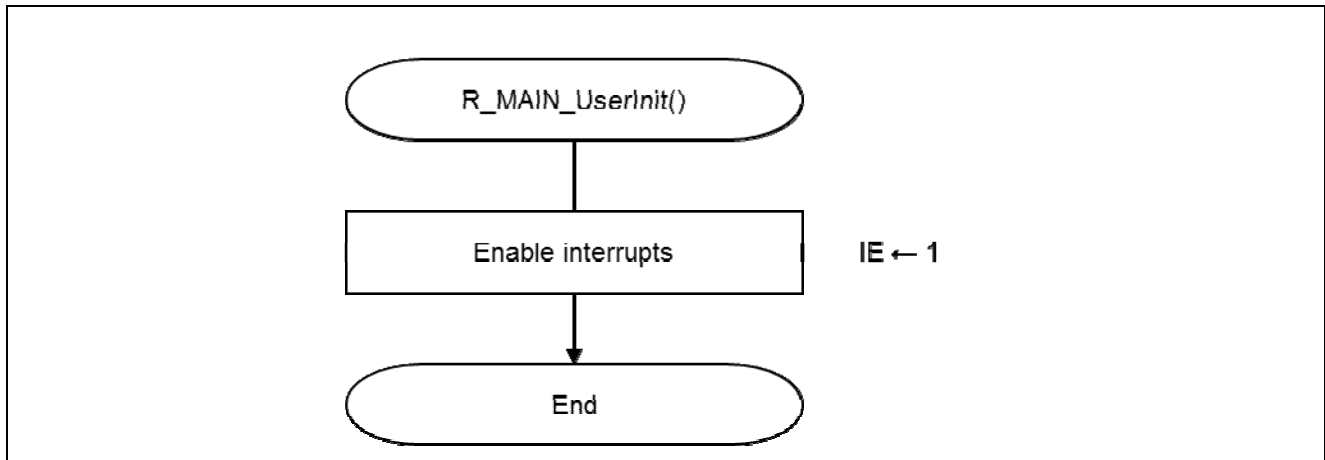 R_MAIN_UserInit()
Enable interrupts
IE ← 1
End